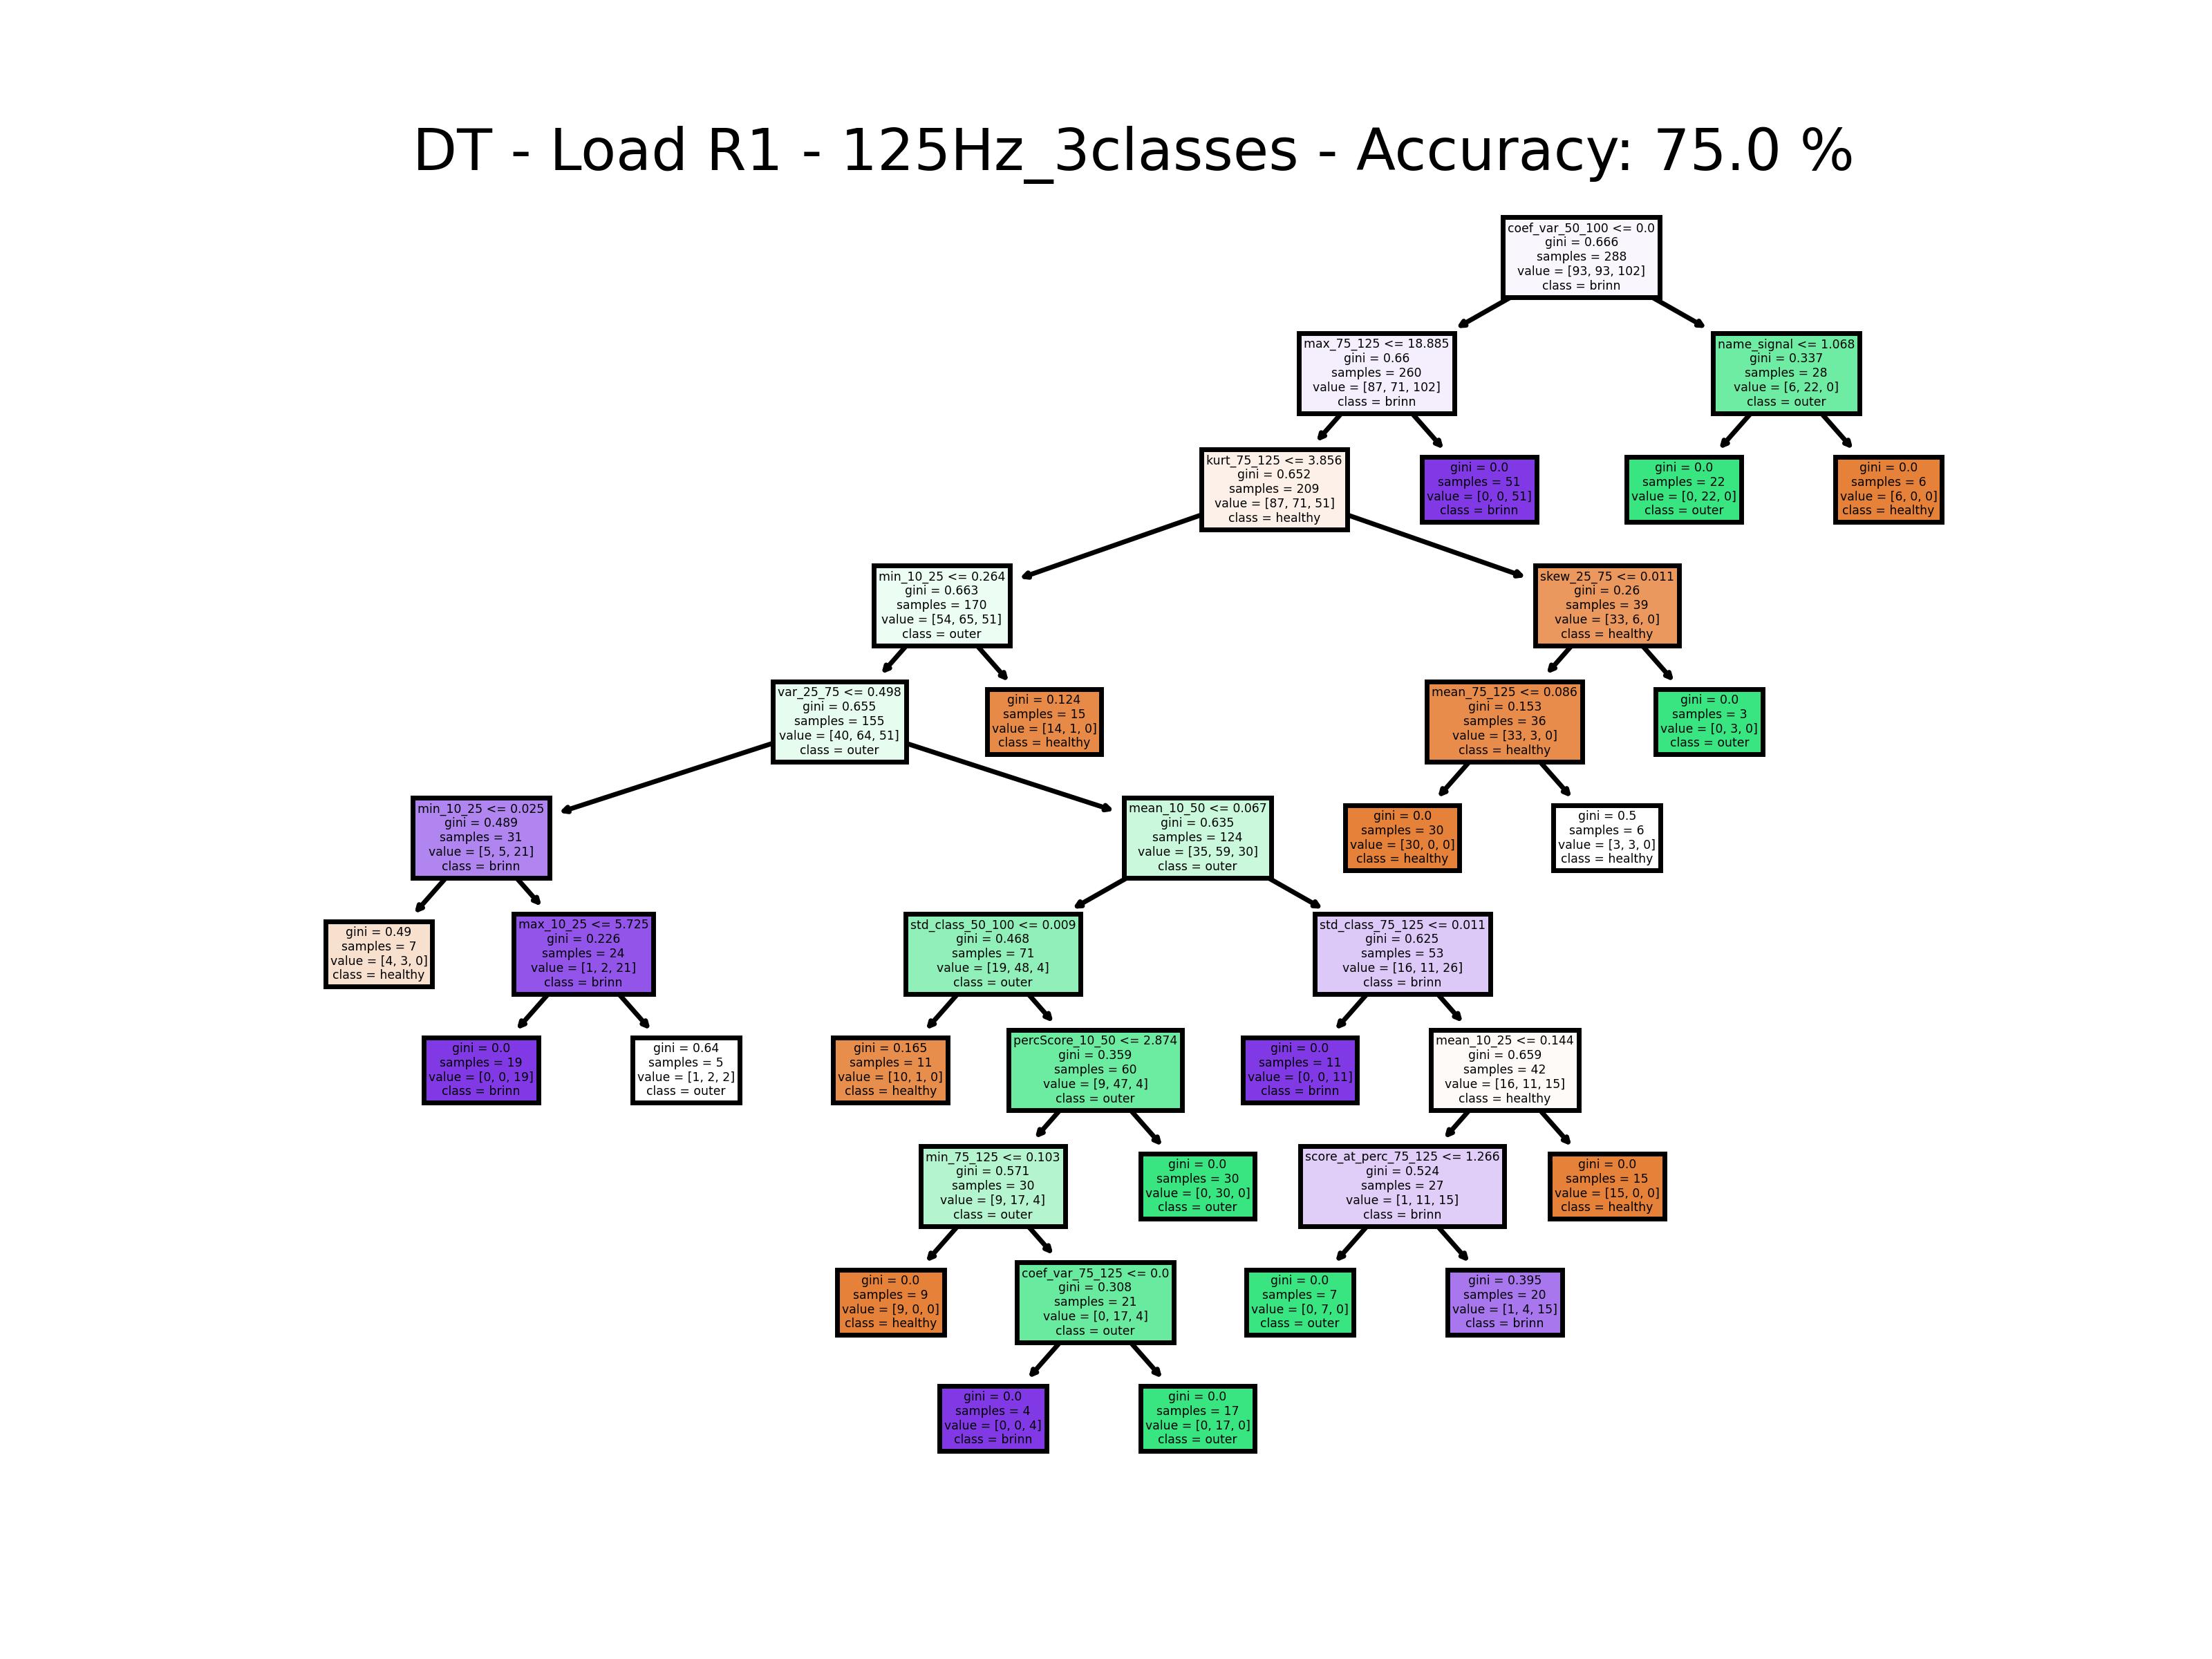 DT - Load R1 - 125Hz_3classes - Accuracy: 75.0 %
coef_var_50_100 <= 0.0
gini = 0.666
samples = 288
value = [93, 93, 102]
class = brinn
max_75_125 <= 18.885
gini = 0.66
samples = 260
value = [87, 71, 102]
class = brinn
name_signal <= 1.068
gini = 0.337
samples = 28
value = [6, 22, 0]
class = outer
kurt_75_125 <= 3.856
gini = 0.652
samples = 209
value = [87, 71, 51]
class = healthy
gini = 0.0
samples = 51
value = [0, 0, 51]
class = brinn
gini = 0.0
samples = 22
value = [0, 22, 0]
class = outer
gini = 0.0
samples = 6
value = [6, 0, 0]
class = healthy
min_10_25 <= 0.264
gini = 0.663
samples = 170
value = [54, 65, 51]
class = outer
skew_25_75 <= 0.011
gini = 0.26
samples = 39
value = [33, 6, 0]
class = healthy
var_25_75 <= 0.498
gini = 0.655
samples = 155
value = [40, 64, 51]
class = outer
gini = 0.124
samples = 15
value = [14, 1, 0]
class = healthy
mean_75_125 <= 0.086
gini = 0.153
samples = 36
value = [33, 3, 0]
class = healthy
gini = 0.0
samples = 3
value = [0, 3, 0]
class = outer
min_10_25 <= 0.025
gini = 0.489
samples = 31
value = [5, 5, 21]
class = brinn
mean_10_50 <= 0.067
gini = 0.635
samples = 124
value = [35, 59, 30]
class = outer
gini = 0.0
samples = 30
value = [30, 0, 0]
class = healthy
gini = 0.5
samples = 6
value = [3, 3, 0]
class = healthy
gini = 0.49
samples = 7
value = [4, 3, 0]
class = healthy
max_10_25 <= 5.725
gini = 0.226
samples = 24
value = [1, 2, 21]
class = brinn
std_class_50_100 <= 0.009
gini = 0.468
samples = 71
value = [19, 48, 4]
class = outer
std_class_75_125 <= 0.011
gini = 0.625
samples = 53
value = [16, 11, 26]
class = brinn
gini = 0.0
samples = 19
value = [0, 0, 19]
class = brinn
gini = 0.64
samples = 5
value = [1, 2, 2]
class = outer
gini = 0.165
samples = 11
value = [10, 1, 0]
class = healthy
percScore_10_50 <= 2.874
gini = 0.359
samples = 60
value = [9, 47, 4]
class = outer
gini = 0.0
samples = 11
value = [0, 0, 11]
class = brinn
mean_10_25 <= 0.144
gini = 0.659
samples = 42
value = [16, 11, 15]
class = healthy
min_75_125 <= 0.103
gini = 0.571
samples = 30
value = [9, 17, 4]
class = outer
gini = 0.0
samples = 30
value = [0, 30, 0]
class = outer
score_at_perc_75_125 <= 1.266
gini = 0.524
samples = 27
value = [1, 11, 15]
class = brinn
gini = 0.0
samples = 15
value = [15, 0, 0]
class = healthy
gini = 0.0
samples = 9
value = [9, 0, 0]
class = healthy
coef_var_75_125 <= 0.0
gini = 0.308
samples = 21
value = [0, 17, 4]
class = outer
gini = 0.0
samples = 7
value = [0, 7, 0]
class = outer
gini = 0.395
samples = 20
value = [1, 4, 15]
class = brinn
gini = 0.0
samples = 4
value = [0, 0, 4]
class = brinn
gini = 0.0
samples = 17
value = [0, 17, 0]
class = outer